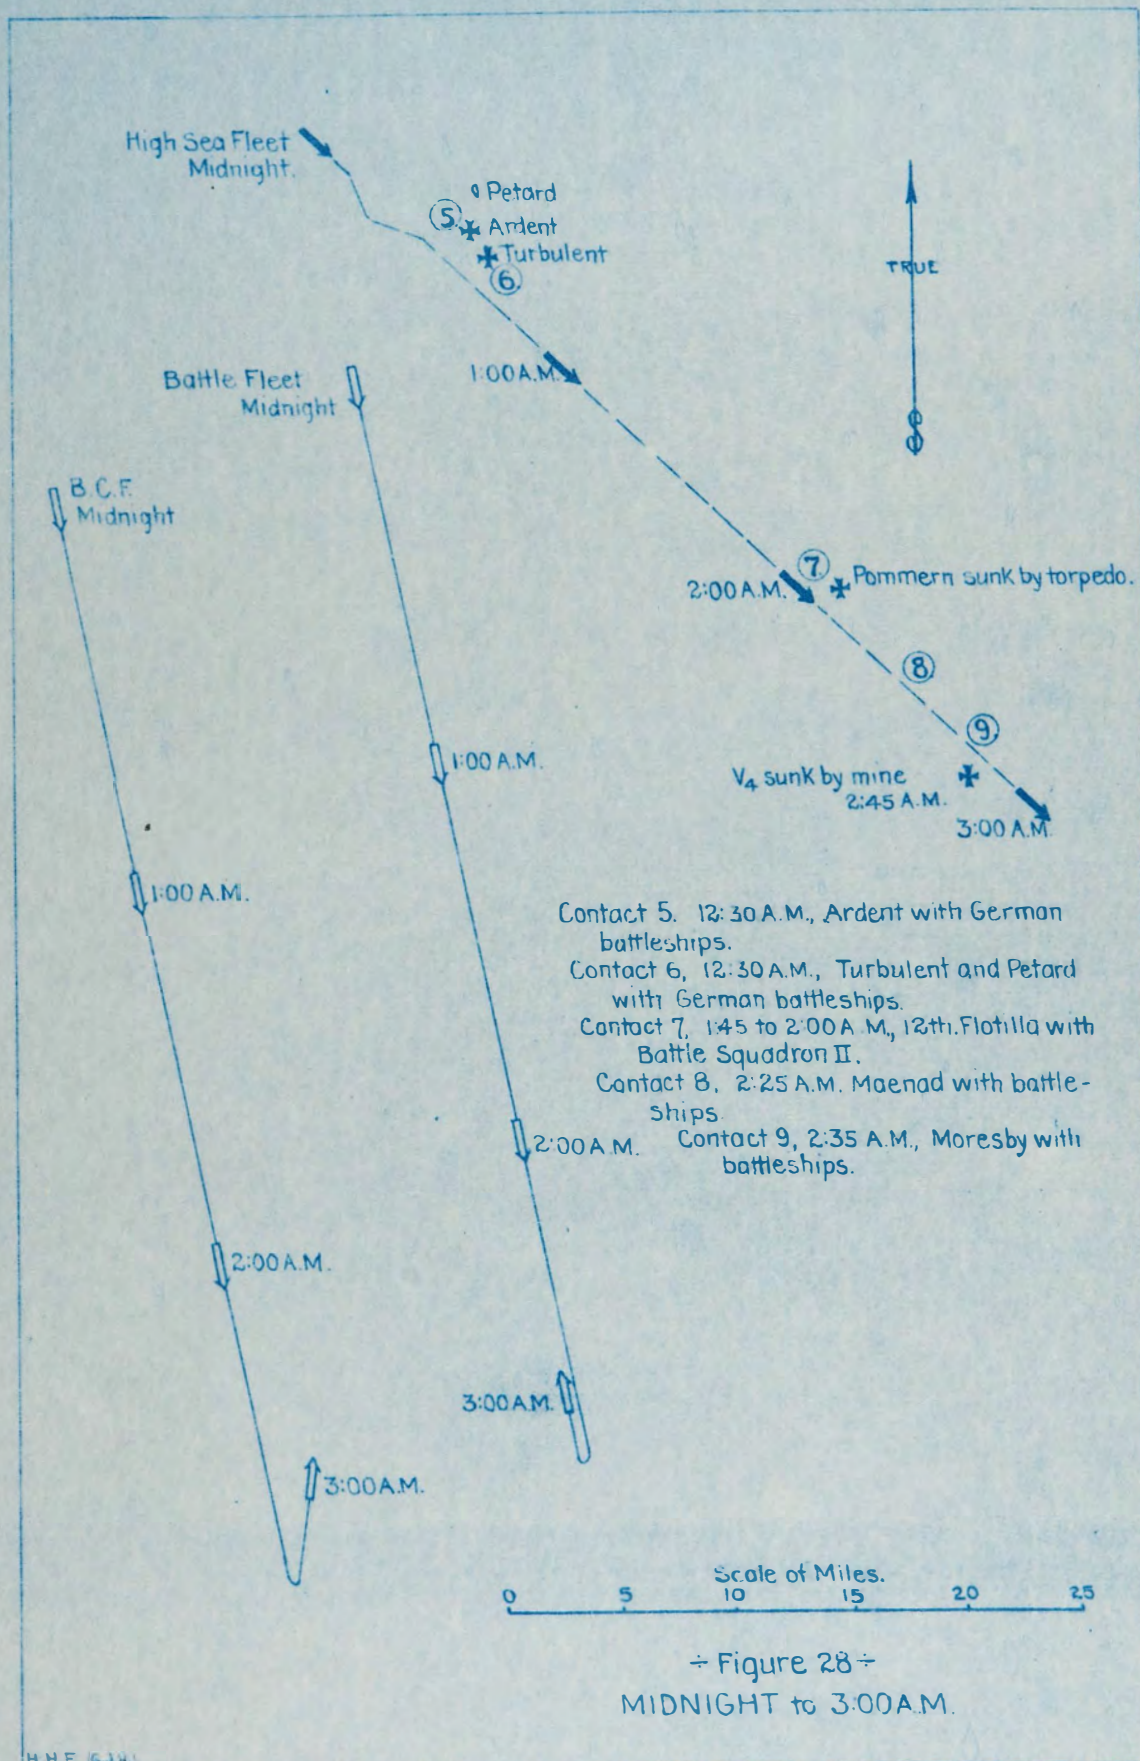 High Sea Fleet
Midnight.
Petard
5
Ardent
Turbulent
6
TRUE
1:00 A.M.
Battle Fleet
Midnight
B.C.F.
Midnight
7
Pommern sunk by torpedo.
2:00 A.M.
8
9
1:00 A.M.
V4 sunk by mine
2:45 A.M.
3:00 A.M.
1:00 A.M.
Contact 5. 12:30 A.M., Ardent with German
battleships.
Contact 6, 12:30 A.M., Turbulent and Petard
with German battleships.
Contact 7, 1:45 to 2:00 A.M., 12th. Flotilla with
Battle Squadron II.
Contact 8, 2:25 A.M. Maenad with battle-
ships.
2:00 A.M.
Contact 9, 2:35 A.M., Moresby with
battleships.
2:00 A.M.
3:00 A.M.
3:00 A.M.
Scale of Miles.
0 5 10 15 20 25
÷ Figure 28 ÷
MIDNIGHT to 3:00 A.M.